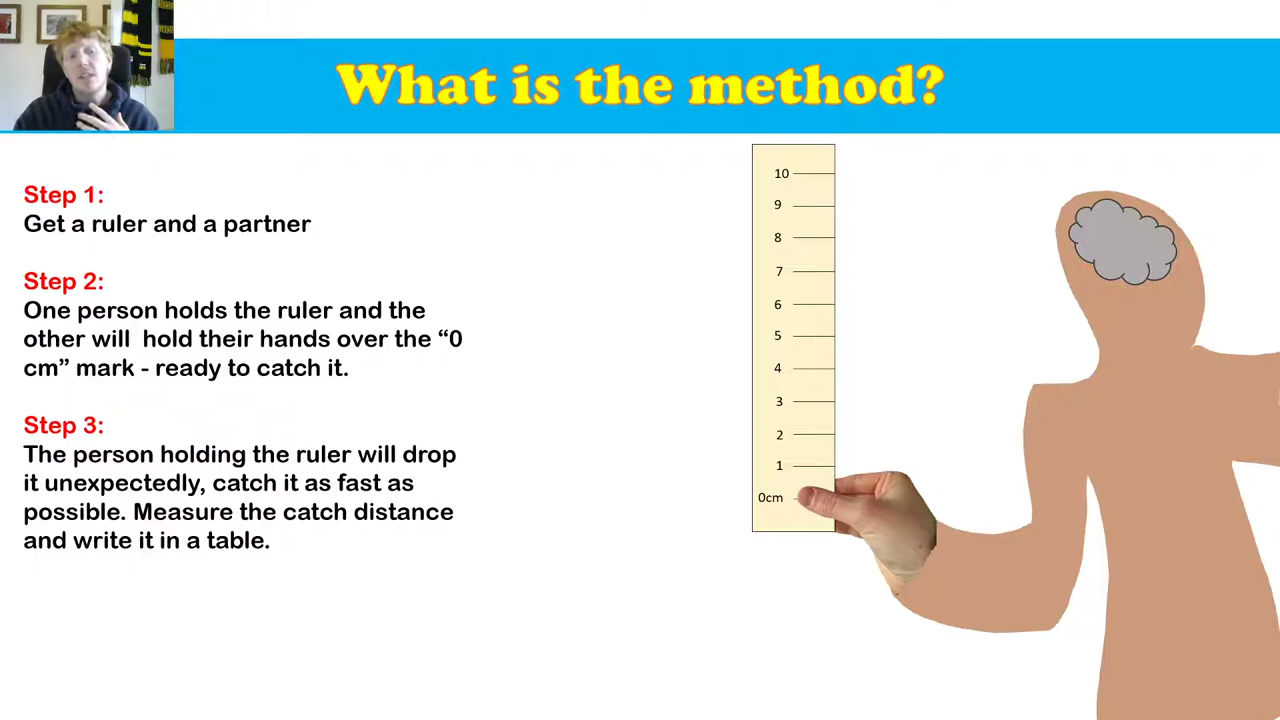 What is the method?
Step 1:
Get a ruler and a partner
Step 2:
One person holds the ruler and the
other will  hold their hands over the “0
cm” mark - ready to catch it.
Step 3:
The person holding the ruler will drop
it unexpectedly, catch it as fast as
possible. Measure the catch distance
and write it in a table.
10
9
8
7
6
5
4
3
2
1
0cm